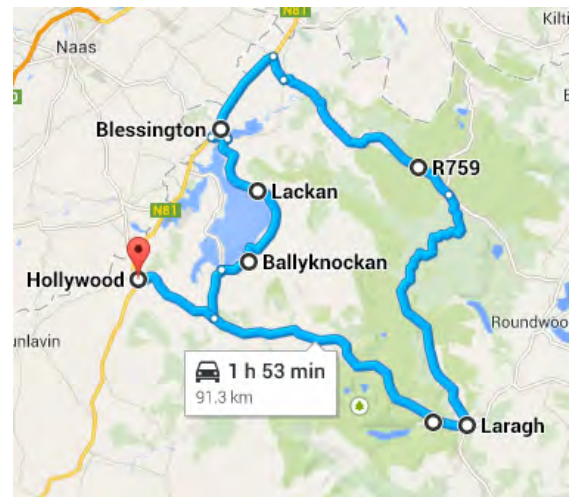 Kilti
Naas
N81
Blessington
R759
Lackan
N81
Ballyknockan
Hollywood
Roundwoo
unlavin
1 h 53 min
91.3 km
Laragh